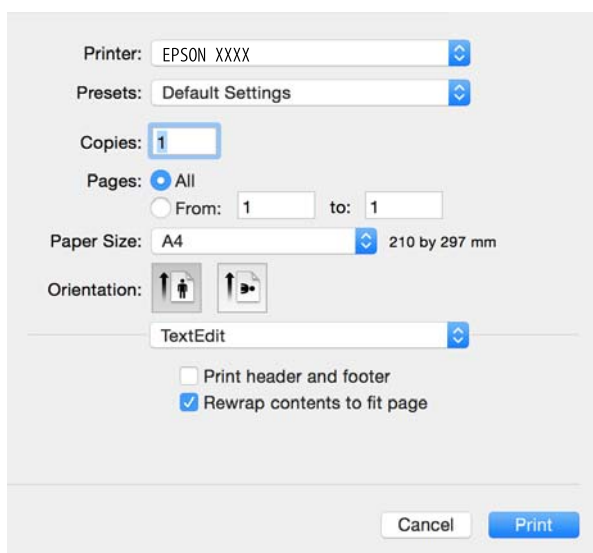 Printer: EPSON XXXX
Presets: Default Settings
Copies: 1
Pages: All
From: 1 to: 1
Paper Size: A4 210 by 297 mm
Orientation:
TextEdit
Print header and footer
Rewrap contents to fit page
Cancel Print